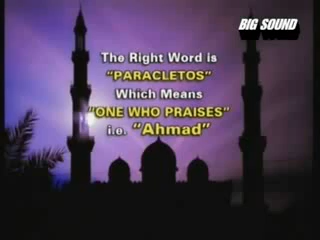 BIG SOUND
The Right Word is
"PARACLETOS"
Which Means
"ONE WHO PRAISES"
i.e. "Ahmad"